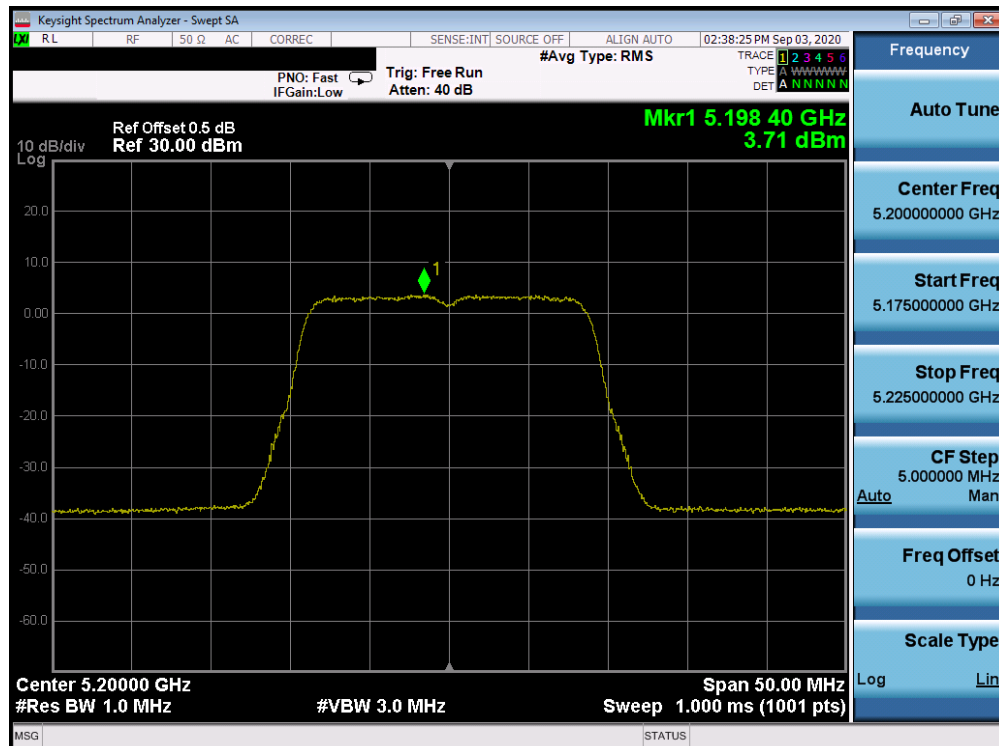 Keysight Spectrum Analyzer - Swept SA
LXI RL RF 50 Ω AC CORREC SENSE:INT SOURCE OFF ALIGN AUTO 02:38:25 PM Sep 03, 2020
#Avg Type: RMS
TRACE 1 2 3 4 5 6
PNO: Fast Trig: Free Run
TYPE A WWWWWW
IFGain:Low Atten: 40 dB
DET A N N N N N
Mkr1 5.198 40 GHz
3.71 dBm
Ref Offset 0.5 dB
10 dB/div Ref 30.00 dBm
Log
20.0
10.0
1
0.00
-10.0
-20.0
-30.0
-40.0
-50.0
-60.0
Center 5.20000 GHz Span 50.00 MHz
#Res BW 1.0 MHz #VBW 3.0 MHz Sweep 1.000 ms (1001 pts)
MSG STATUS
Frequency
Auto Tune
Center Freq
5.200000000 GHz
Start Freq
5.175000000 GHz
Stop Freq
5.225000000 GHz
CF Step
5.000000 MHz
Auto Man
Freq Offset
0 Hz
Scale Type
Log Lin